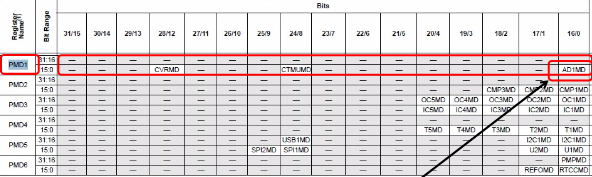 Bits
Register Name(1) Bit Range 31/15 30/14 29/13 28/12 27/11 26/10 25/9 24/8 23/7 22/6 21/5 20/4 19/3 18/2 17/1 16/0
PMD1 31:16 — — — — — — — — — — — — — — — —
15:0 — — — CVRMD — — — CTMUMD — — — — — — — AD1MD
PMD2 31:16 — — — — — — — — — — — — — — — —
15:0 — — — — — — — — — — — — — CMP3MD CMP2MD CMP1MD
PMD3 31:16 — — — — — — — — — — — OC5MD OC4MD OC3MD OC2MD OC1MD
15:0 — — — — — — — — — — — IC5MD IC4MD IC3MD IC2MD IC1MD
PMD4 31:16 — — — — — — — — — — — — — — — —
15:0 — — — — — — — — — — — T5MD T4MD T3MD T2MD T1MD
PMD5 31:16 — — — — — — — USB1MD — — — — — — I2C1MD I2C1MD
15:0 — — — — — — SPI2MD SPI1MD — — — — — — U2MD U1MD
PMD6 31:16 — — — — — — — — — — — — — — — PMPMD
15:0 — — — — — — — — — — — — — — REFOMD RTCCMD